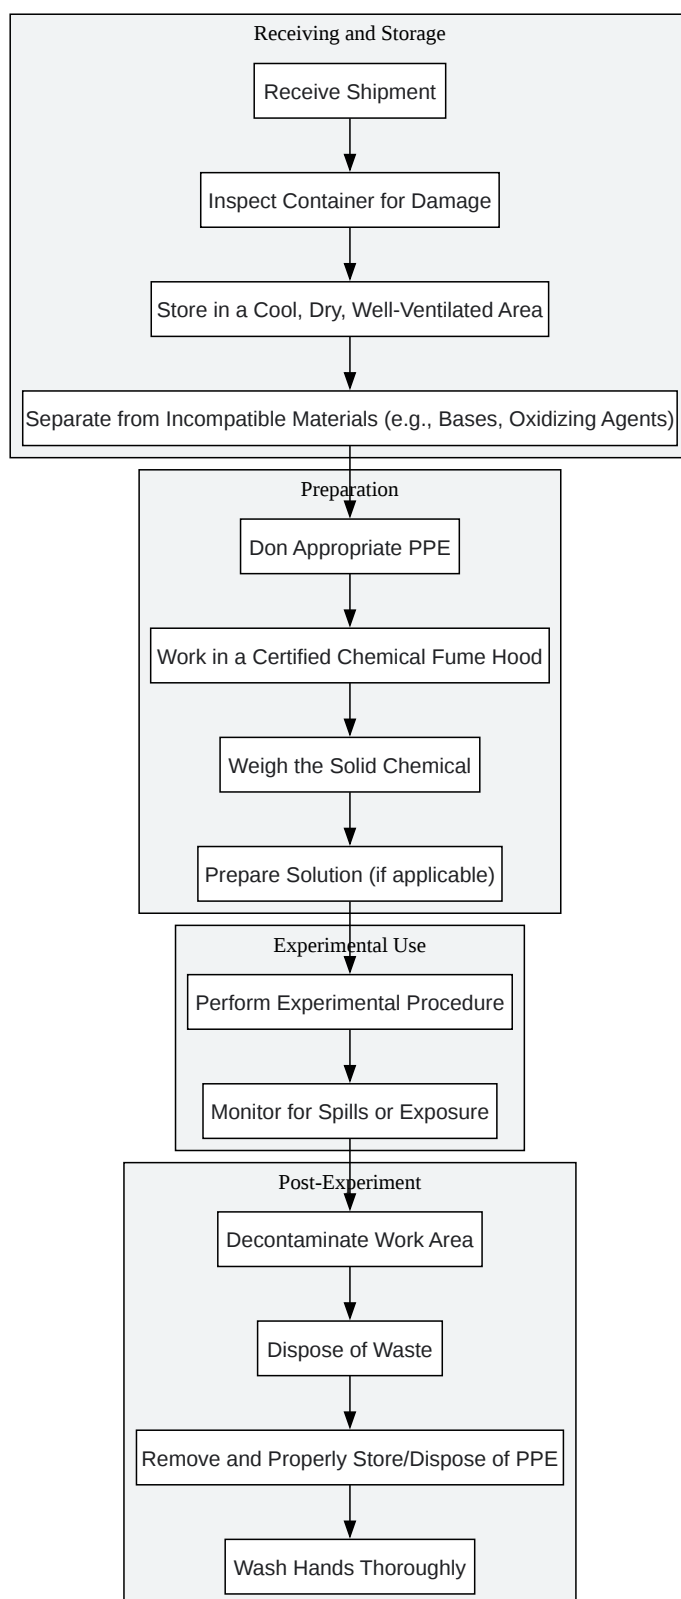 Receiving and Storage
Receive Shipment
Inspect Container for Damage
Store in a Cool, Dry, Well-Ventilated Area
Separate from Incompatible Materials (e.g., Bases, Oxidizing Agents)
Preparation
Don Appropriate PPE
Work in a Certified Chemical Fume Hood
Weigh the Solid Chemical
Prepare Solution (if applicable)
Experimental Use
Perform Experimental Procedure
Monitor for Spills or Exposure
Post-Experiment
Decontaminate Work Area
Dispose of Waste
Remove and Properly Store/Dispose of PPE
Wash Hands Thoroughly